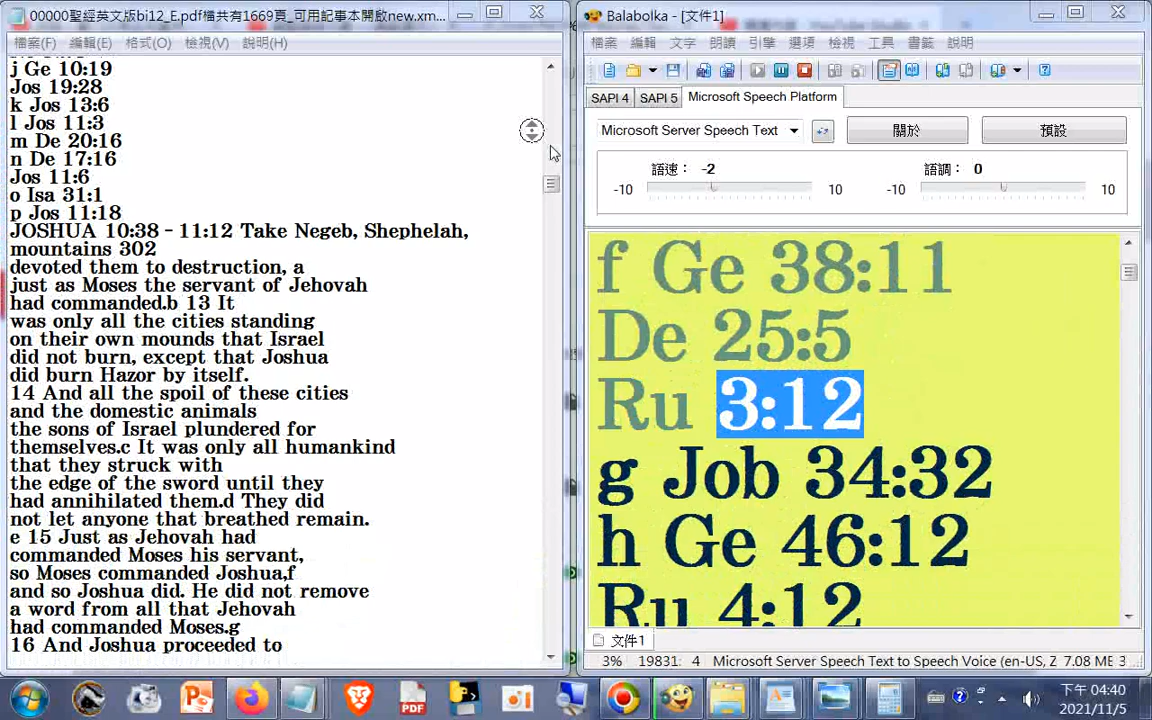 00000聖經英文版bi12_E.pdf檔共有1669頁_可用記事本開啟new.xm...
檔案(F) 編輯(E) 格式(O) 檢視(V) 說明(H)
j Ge 10:19
Jos 19:28
k Jos 13:6
l Jos 11:3
m De 20:16
n De 17:16
Jos 11:6
o Isa 31:1
p Jos 11:18
JOSHUA 10:38 - 11:12 Take Negeb, Shephelah,
mountains 302
devoted them to destruction, a
just as Moses the servant of Jehovah
had commanded.b 13 It
was only all the cities standing
on their own mounds that Israel
did not burn, except that Joshua
did burn Hazor by itself.
14 And all the spoil of these cities
and the domestic animals
the sons of Israel plundered for
themselves.c It was only all humankind
that they struck with
the edge of the sword until they
had annihilated them.d They did
not let anyone that breathed remain.
e 15 Just as Jehovah had
commanded Moses his servant,
so Moses commanded Joshua,f
and so Joshua did. He did not remove
a word from all that Jehovah
had commanded Moses.g
16 And Joshua proceeded to
Balabolka - [文件1]
檔案 編輯 文字 朗讀 引擎 選項 檢視 工具 書籤 說明
SAPI 4 SAPI 5 Microsoft Speech Platform
Microsoft Server Speech Text 關於 預設
語速： -2 語調： 0
-10 10 -10 10
f Ge 38:11
De 25:5
Ru 3:12
g Job 34:32
h Ge 46:12
Ru 4:12
文件1
3% 19831: 4 Microsoft Server Speech Text to Speech Voice (en-US, Z 7.08 ME 3
PDF
下午 04:40
2021/11/5